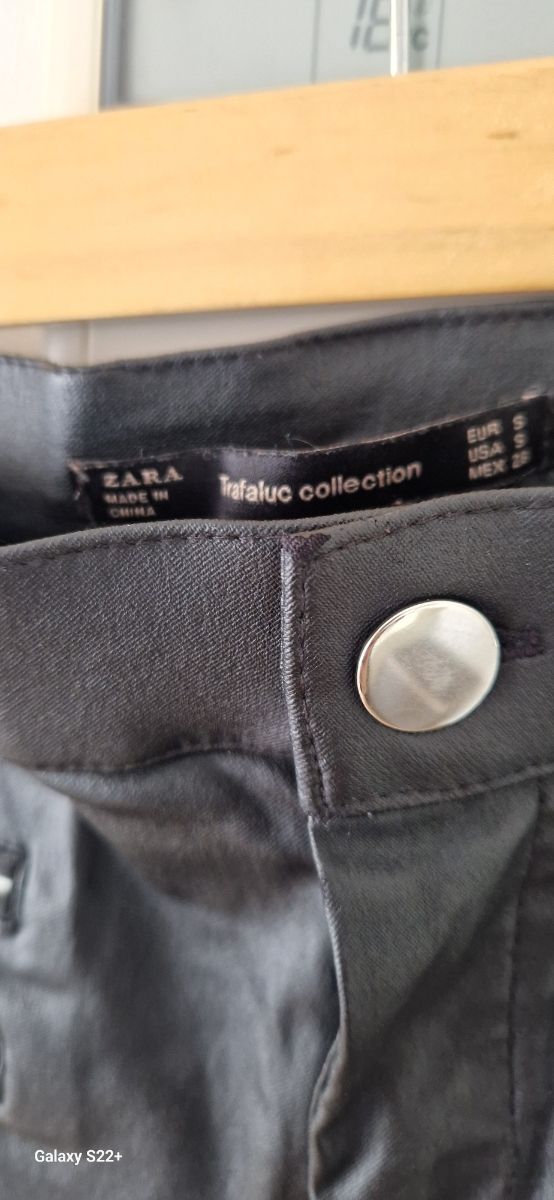 ZARA
MADE IN
CHINA
Trafaluc collection
EUR S
USA S
MEX 26
Galaxy S22+